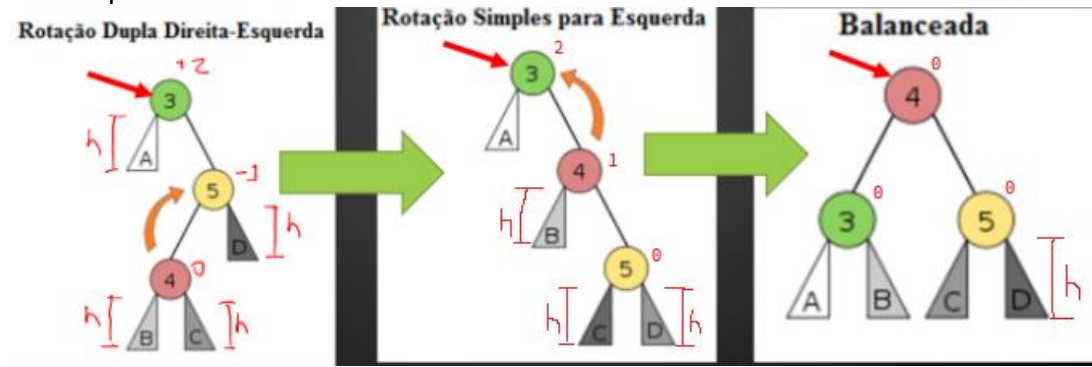 Rotação Dupla Direita-Esquerda
+2
3
h
A
-1
5
D
h
0
4
h
B
C
h
Rotação Simples para Esquerda
2
3
A
1
4
h
B
0
5
h
C
D
h
Balanceada
0
4
0
3
0
5
A
B
C
D
h